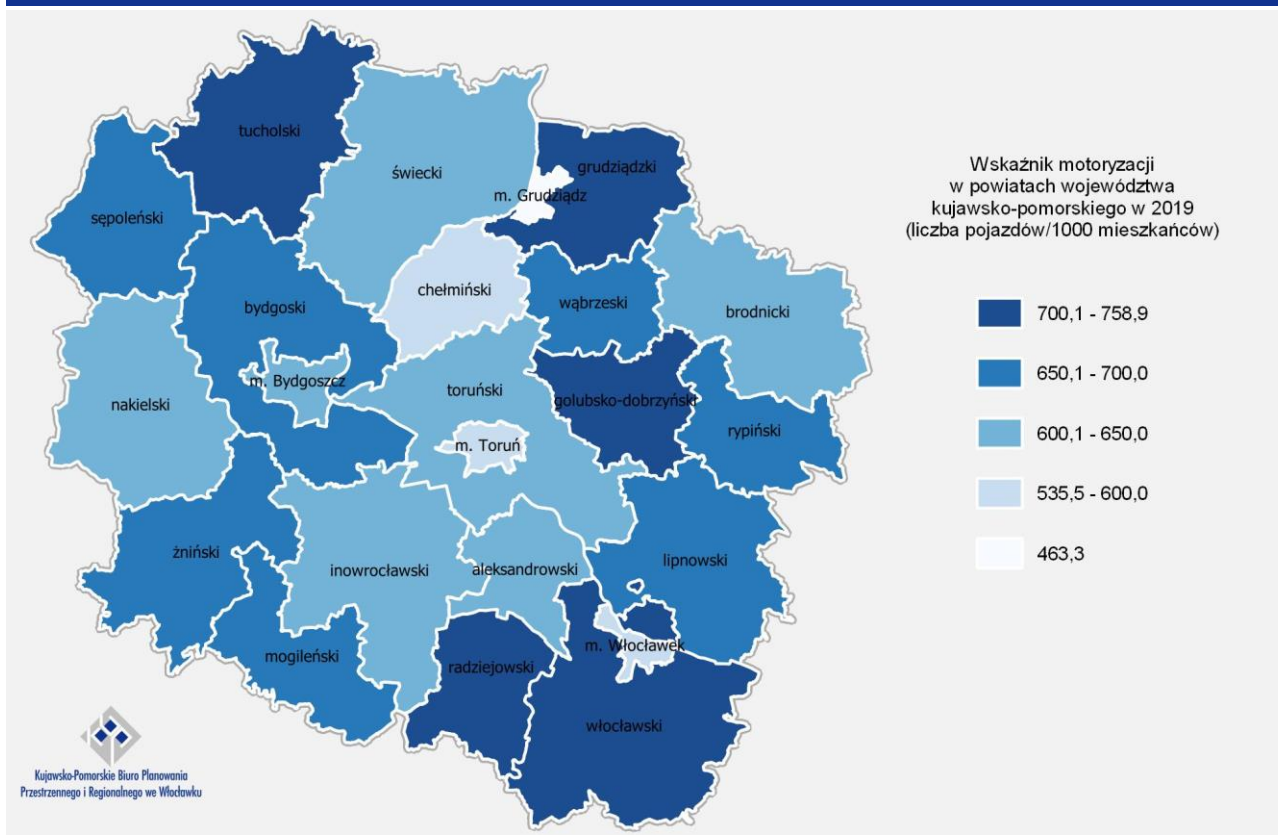 tucholski
świecki
grudziądzki
m. Grudziądz
sępoleński
chełmiński
wąbrzeski
bydgoski
brodnicki
m. Bydgoszcz
toruński
golubsko-dobrzyński
nakielski
rypiński
m. Toruń
żniński
inowrocławski
aleksandrowski
lipnowski
mogileński
radziejowski
m. Włocławek
włocławski
Wskaźnik motoryzacji
w powiatach województwa
kujawsko-pomorskiego w 2019
(liczba pojazdów/1000 mieszkańców)
700,1 - 758,9
650,1 - 700,0
600,1 - 650,0
535,5 - 600,0
463,3
Kujawsko-Pomorskie Biuro Planowania
Przestrzennego i Regionalnego we Włocławku